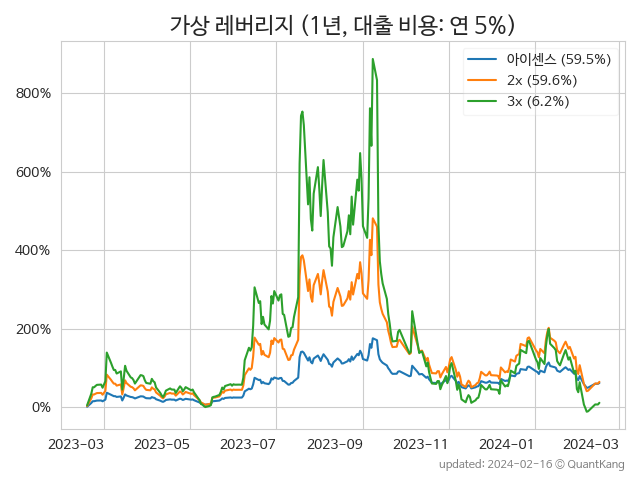 가상 레버리지 (1년, 대출 비용: 연 5%)
아이센스 (59.5%)
2x (59.6%)
3x (6.2%)
800%
600%
400%
200%
0%
2023-03 2023-05 2023-07 2023-09 2023-11 2024-01 2024-03
updated: 2024-02-16 © QuantKang